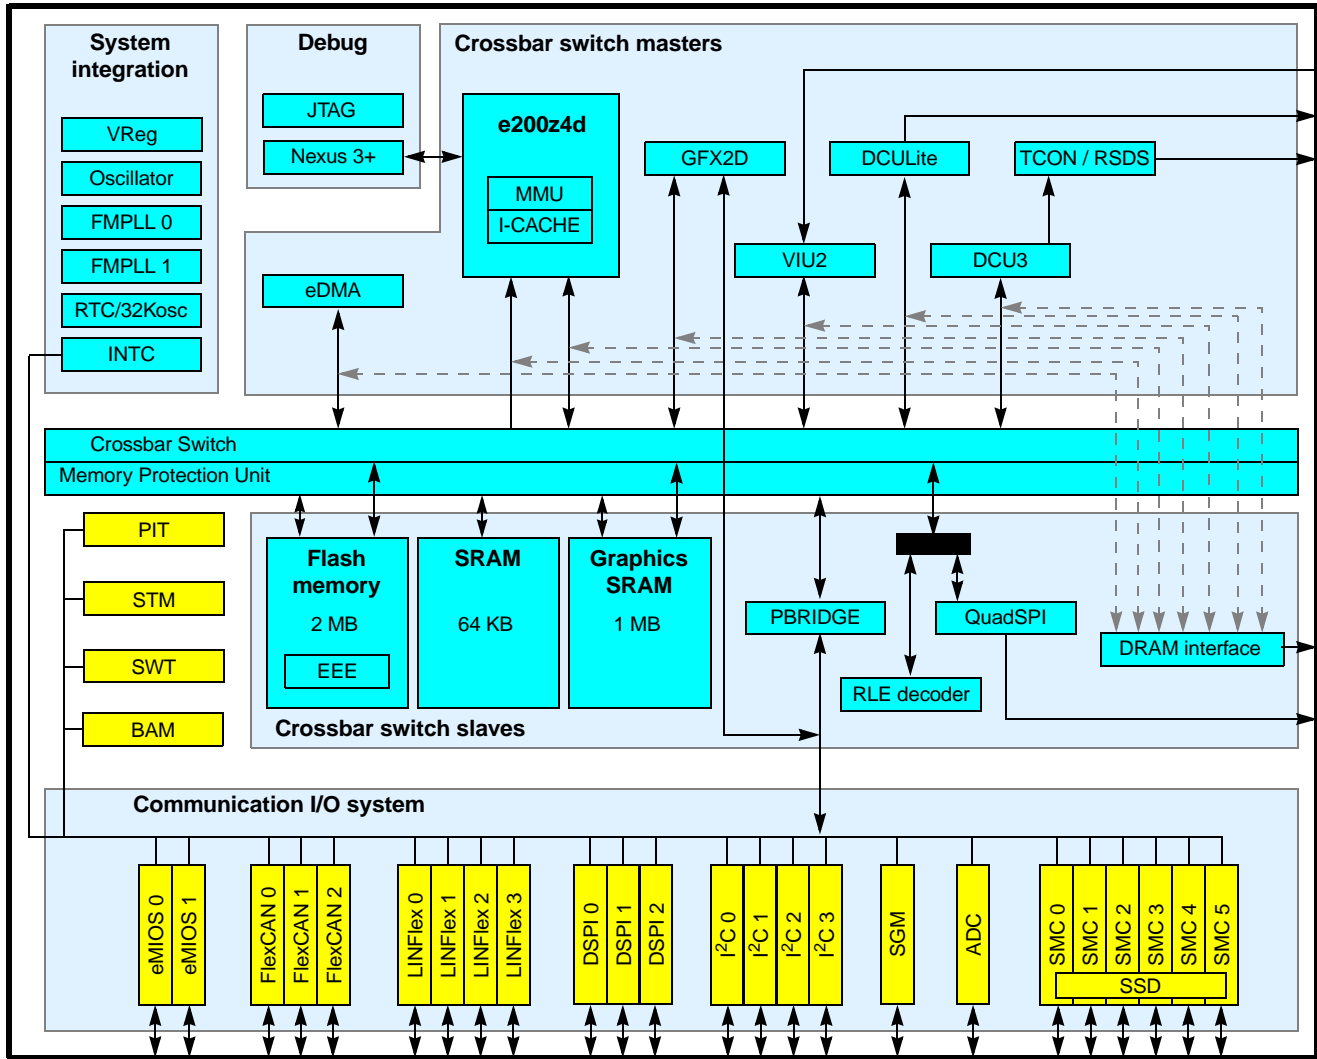 System
integration
VReg
Oscillator
FMPLL 0
FMPLL 1
RTC/32Kosc
INTC
Debug
JTAG
Nexus 3+
Crossbar switch masters
e200z4d
MMU
I-CACHE
GFX2D
DCULite
TCON / RSDS
VIU2
DCU3
eDMA
Crossbar Switch
Memory Protection Unit
PIT
STM
SWT
BAM
Flash
memory
2 MB
EEE
SRAM
64 KB
Graphics
SRAM
1 MB
PBRIDGE
QuadSPI
RLE decoder
DRAM interface
Crossbar switch slaves
Communication I/O system
eMIOS 0
eMIOS 1
FlexCAN 0
FlexCAN 1
FlexCAN 2
LINFlex 0
LINFlex 1
LINFlex 2
LINFlex 3
DSPI 0
DSPI 1
DSPI 2
I²C 0
I²C 1
I²C 2
I²C 3
SGM
ADC
SMC 0
SMC 1
SMC 2
SMC 3
SMC 4
SMC 5
SSD